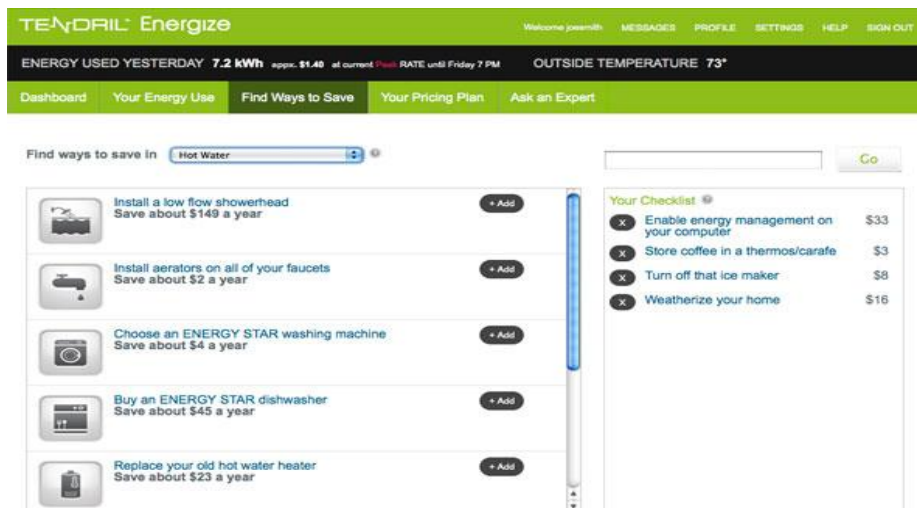 TENDRIL Energize
Welcome joesmith MESSAGES PROFILE SETTINGS HELP SIGN OUT
ENERGY USED YESTERDAY 7.2 kWh appx. $1.40 at current Peak RATE until Friday 7 PM OUTSIDE TEMPERATURE 73°
Dashboard Your Energy Use Find Ways to Save Your Pricing Plan Ask an Expert
Find ways to save in Hot Water ?
Go
Install a low flow showerhead
Save about $149 a year
+ Add
Install aerators on all of your faucets
Save about $2 a year
+ Add
Choose an ENERGY STAR washing machine
Save about $4 a year
+ Add
Buy an ENERGY STAR dishwasher
Save about $45 a year
+ Add
Replace your old hot water heater
Save about $23 a year
+ Add
Your Checklist ?
X Enable energy management on $33
your computer
X Store coffee in a thermos/carafe $3
X Turn off that ice maker $8
X Weatherize your home $16